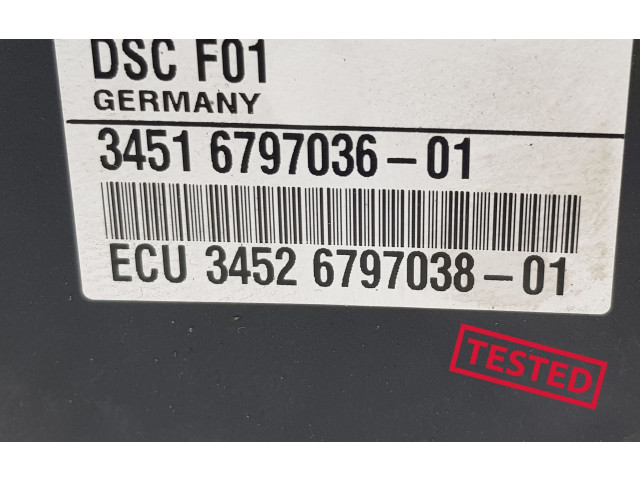 DSC F01
GERMANY
3451 6797036-01
ECU 3452 6797038-01
TESTED